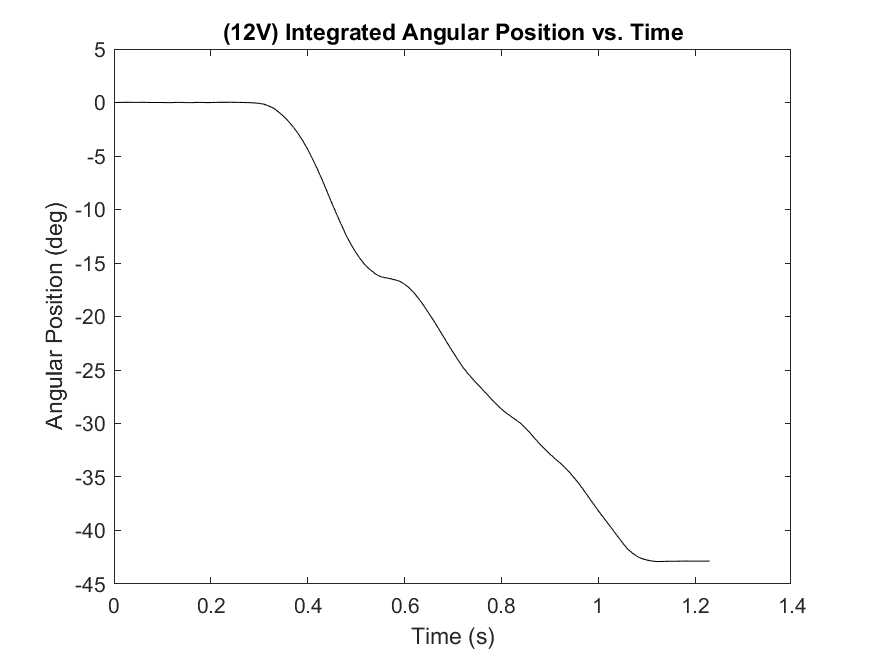 (12V) Integrated Angular Position vs. Time
5
0
-5
-10
-15
-20
-25
-30
-35
-40
-45
Angular Position (deg)
0 0.2 0.4 0.6 0.8 1 1.2 1.4
Time (s)